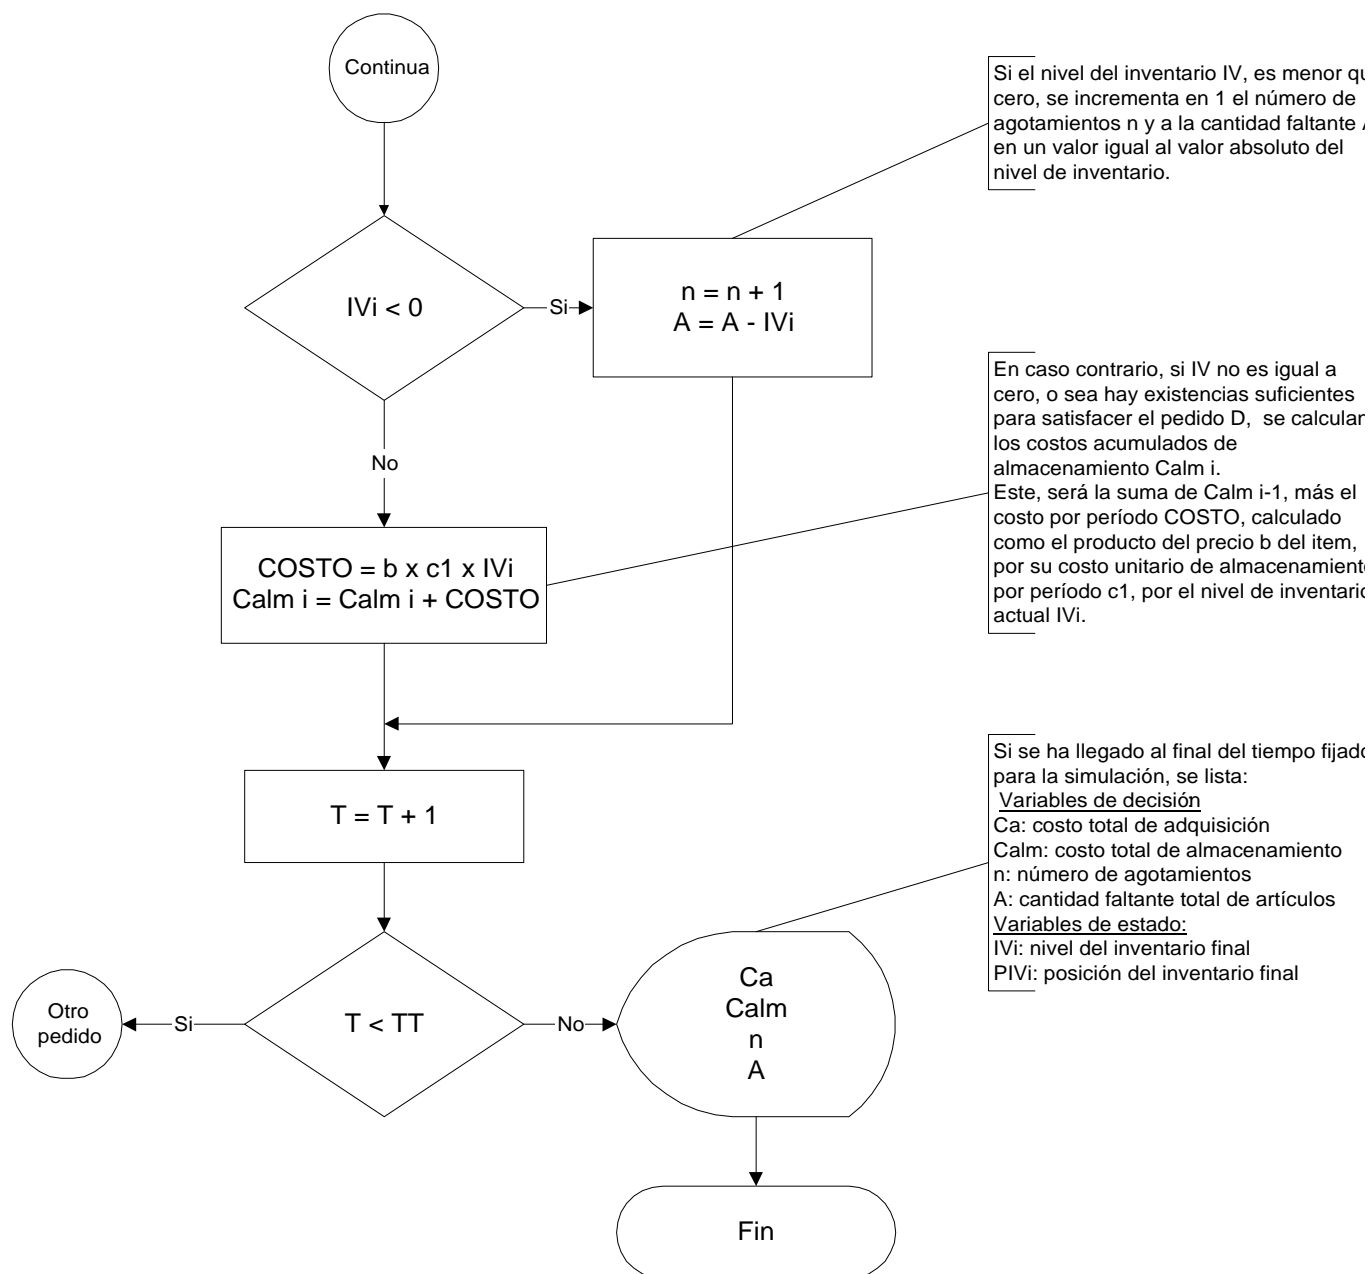 Continua
Si el nivel del inventario IV, es menor qu
cero, se incrementa en 1 el número de
agotamientos n y a la cantidad faltante
en un valor igual al valor absoluto del
nivel de inventario.
IVi < 0
Si
n = n + 1
A = A - IVi
No
En caso contrario, si IV no es igual a
cero, o sea hay existencias suficientes
para satisfacer el pedido D, se calculan
los costos acumulados de
almacenamiento Calm i.
Este, será la suma de Calm i-1, más el
costo por período COSTO, calculado
como el producto del precio b del item,
por su costo unitario de almacenamiento
por período c1, por el nivel de inventario
actual IVi.
COSTO = b x c1 x IVi
Calm i = Calm i + COSTO
T = T + 1
Si se ha llegado al final del tiempo fijado
para la simulación, se lista:
Variables de decisión
Ca: costo total de adquisición
Calm: costo total de almacenamiento
n: número de agotamientos
A: cantidad faltante total de artículos
Variables de estado:
IVi: nivel del inventario final
PIVi: posición del inventario final
T < TT
Si
Otro
pedido
No
Ca
Calm
n
A
Fin